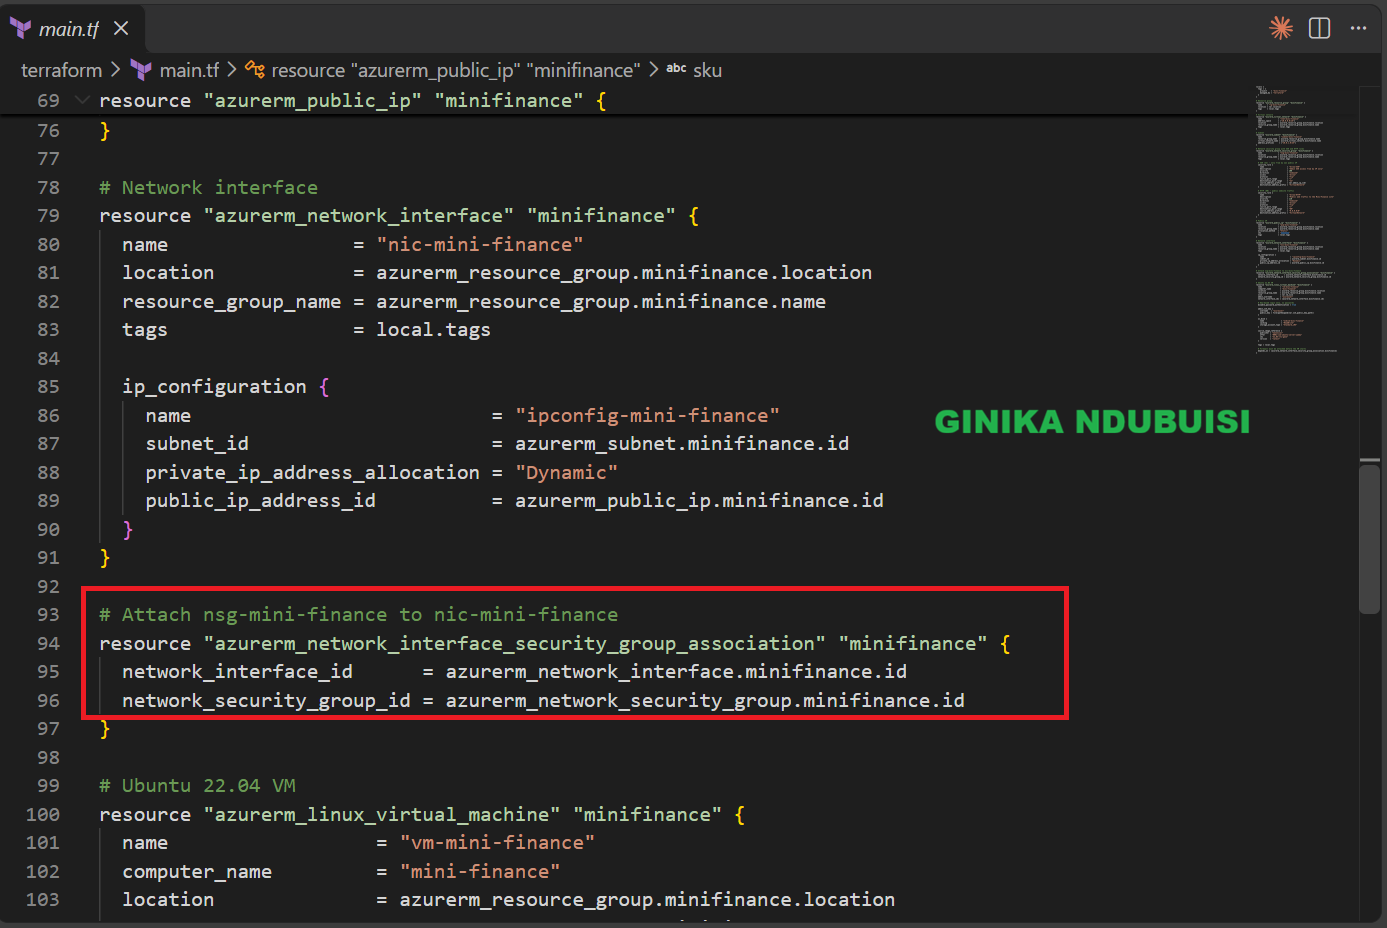 main.tf
terraform > main.tf > resource "azurerm_public_ip" "minifinance" > abc sku
69 resource "azurerm_public_ip" "minifinance" {
76 }
77
78 # Network interface
79 resource "azurerm_network_interface" "minifinance" {
80 name = "nic-mini-finance"
81 location = azurerm_resource_group.minifinance.location
82 resource_group_name = azurerm_resource_group.minifinance.name
83 tags = local.tags
84
85 ip_configuration {
86 name = "ipconfig-mini-finance"
GINIKA NDUBUISI
87 subnet_id = azurerm_subnet.minifinance.id
88 private_ip_address_allocation = "Dynamic"
89 public_ip_address_id = azurerm_public_ip.minifinance.id
90 }
91 }
92
93 # Attach nsg-mini-finance to nic-mini-finance
94 resource "azurerm_network_interface_security_group_association" "minifinance" {
95 network_interface_id = azurerm_network_interface.minifinance.id
96 network_security_group_id = azurerm_network_security_group.minifinance.id
97 }
98
99 # Ubuntu 22.04 VM
100 resource "azurerm_linux_virtual_machine" "minifinance" {
101 name = "vm-mini-finance"
102 computer_name = "mini-finance"
103 location = azurerm_resource_group.minifinance.location